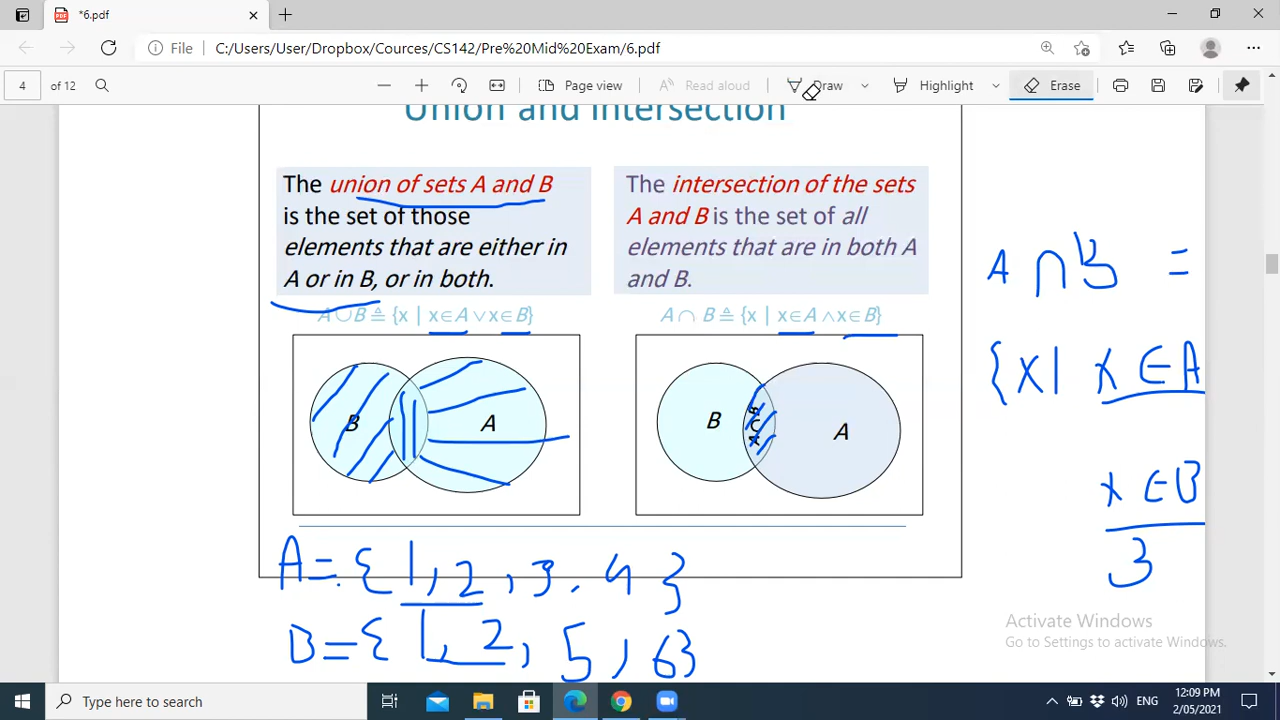 *6.pdf
File C:/Users/User/Dropbox/Cources/CS142/Pre%20Mid%20Exam/6.pdf
4 of 12 Page view Read aloud Draw Highlight Erase
Union and Intersection
The union of sets A and B
is the set of those
elements that are either in
A or in B, or in both.
A∪B≜ {x | x∈A ∨ x∈B}
B A
The intersection of the sets
A and B is the set of all
elements that are in both A
and B.
A ∩ B≜ {x | x∈A ∧ x∈B}
B A∩B A
A ∩ B =
{x| x ∈ A
x ∈ B
}
A = { 1, 2, 3. 4 }
B = { 1, 2, 5, 6}
Activate Windows
Go to Settings to activate Windows.
Type here to search
ENG
12:09 PM
2/05/2021